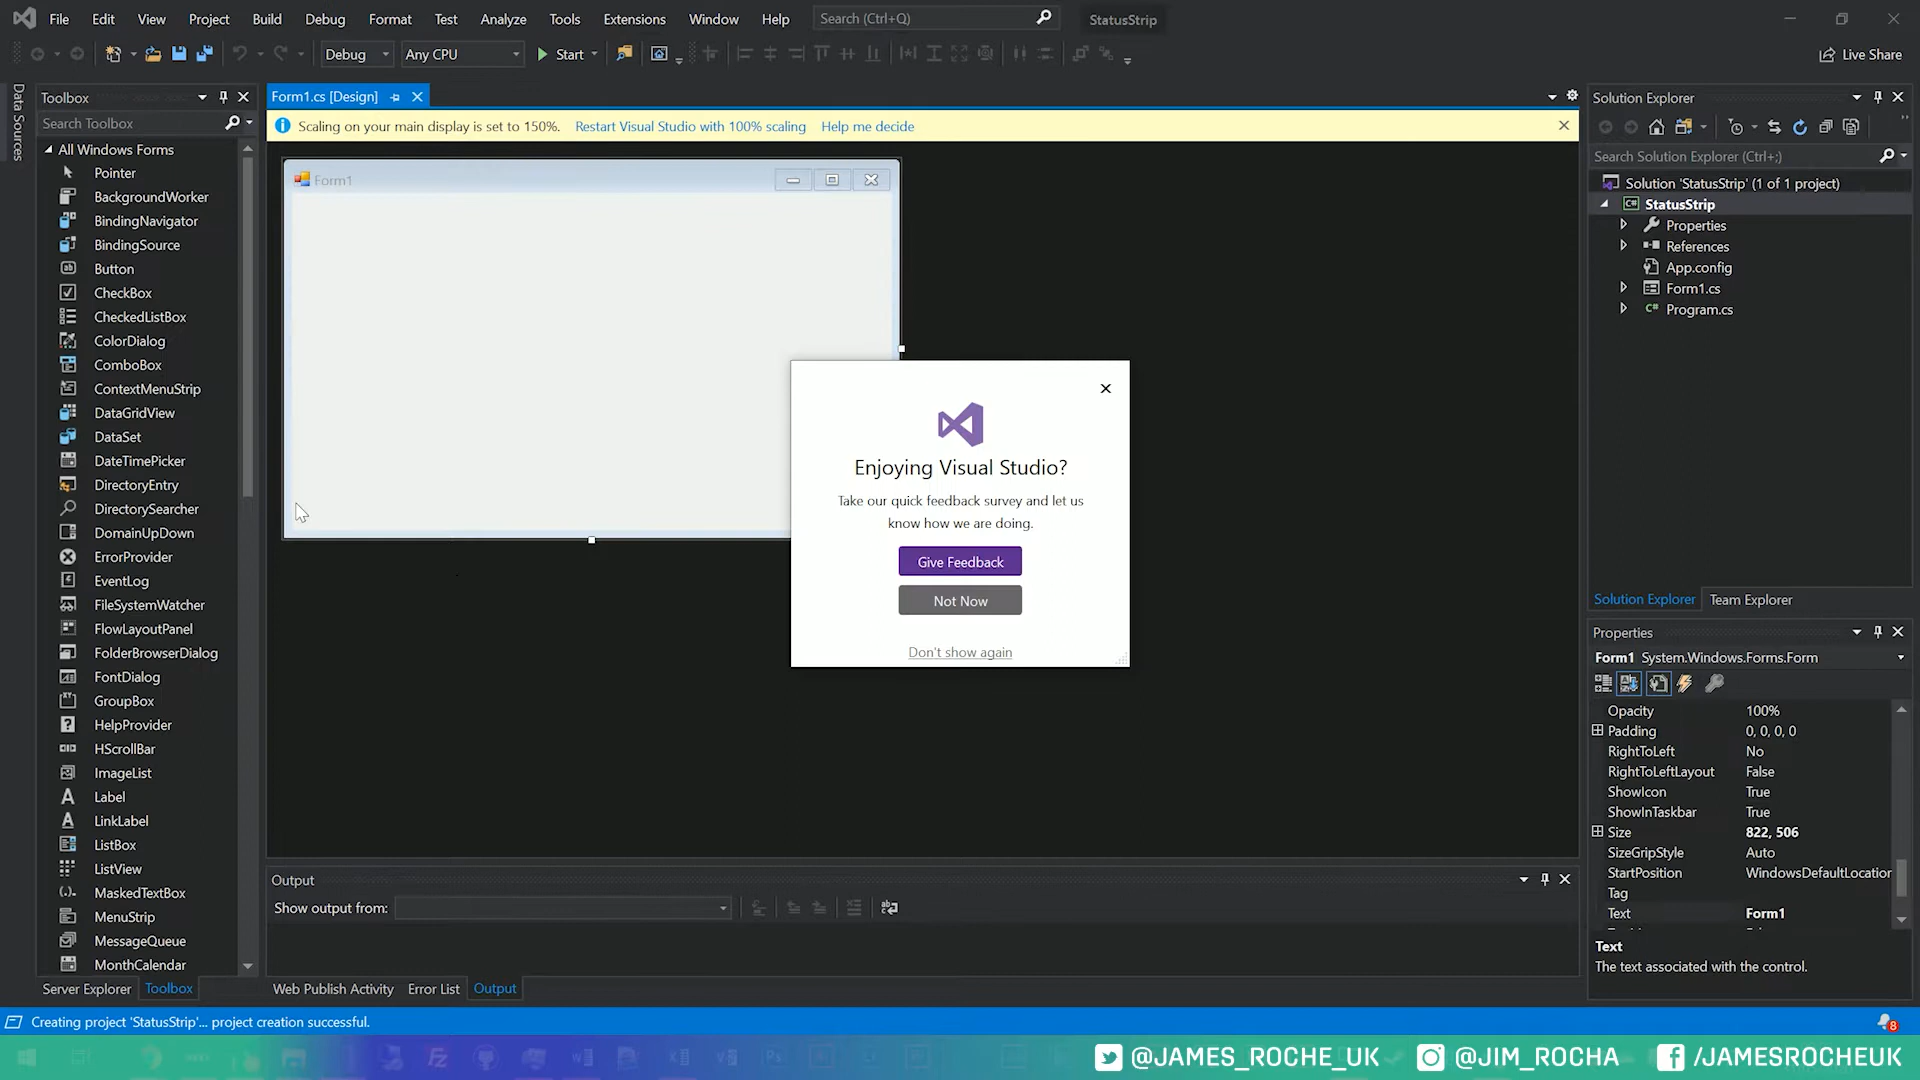 File Edit View Project Build Debug Format Test Analyze Tools Extensions Window Help Search (Ctrl+Q) StatusStrip
Debug Any CPU Start Live Share
Data Sources
Toolbox
Search Toolbox
All Windows Forms
Pointer
BackgroundWorker
BindingNavigator
BindingSource
Button
CheckBox
CheckedListBox
ColorDialog
ComboBox
ContextMenuStrip
DataGridView
DataSet
DateTimePicker
DirectoryEntry
DirectorySearcher
DomainUpDown
ErrorProvider
EventLog
FileSystemWatcher
FlowLayoutPanel
FolderBrowserDialog
FontDialog
GroupBox
HelpProvider
HScrollBar
ImageList
Label
LinkLabel
ListBox
ListView
MaskedTextBox
MenuStrip
MessageQueue
MonthCalendar
Server Explorer Toolbox
Form1.cs [Design]
Scaling on your main display is set to 150%. Restart Visual Studio with 100% scaling Help me decide
Form1
Enjoying Visual Studio?
Take our quick feedback survey and let us
know how we are doing.
Give Feedback
Not Now
Don't show again
Output
Show output from:
Web Publish Activity Error List Output
Solution Explorer
Search Solution Explorer (Ctrl+;)
Solution 'StatusStrip' (1 of 1 project)
StatusStrip
Properties
References
App.config
Form1.cs
Program.cs
Solution Explorer Team Explorer
Properties
Form1 System.Windows.Forms.Form
Opacity 100%
Padding 0, 0, 0, 0
RightToLeft No
RightToLeftLayout False
ShowIcon True
ShowInTaskbar True
Size 822, 506
SizeGripStyle Auto
StartPosition WindowsDefaultLocation
Tag
Text Form1
Text
The text associated with the control.
Creating project 'StatusStrip'... project creation successful. 8
@JAMES_ROCHE_UK @JIM_ROCHA /JAMESROCHEUK